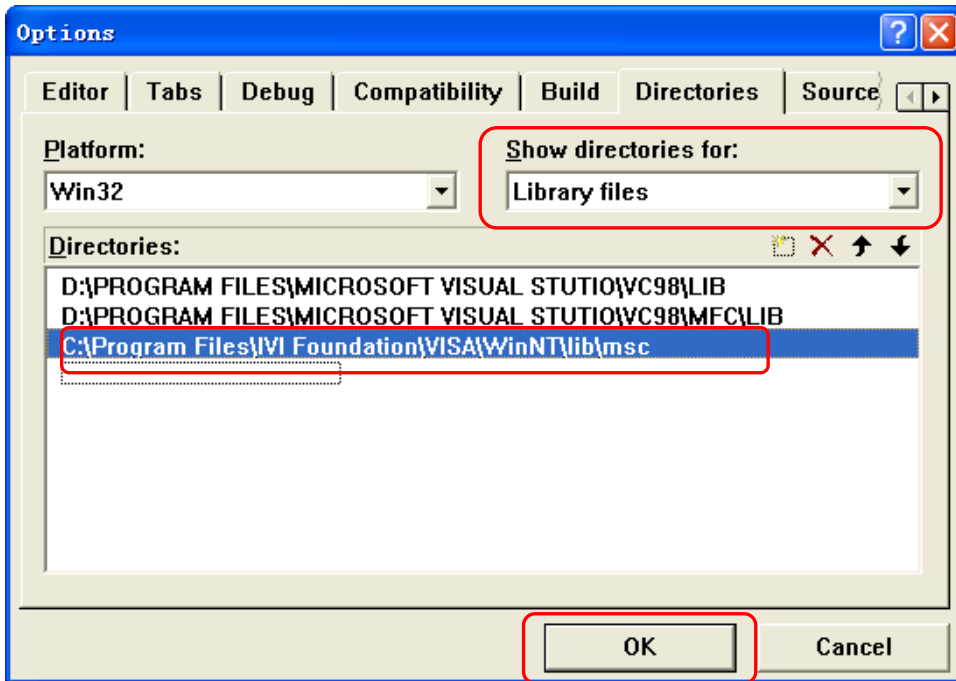 Options
Editor Tabs Debug Compatibility Build Directories Source
Platform: Show directories for:
Win32 Library files
Directories:
D:\PROGRAM FILES\MICROSOFT VISUAL STUTIO\VC98\LIB
D:\PROGRAM FILES\MICROSOFT VISUAL STUTIO\VC98\MFC\LIB
C:\Program Files\IVI Foundation\VISA\WinNT\lib\msc
OK Cancel